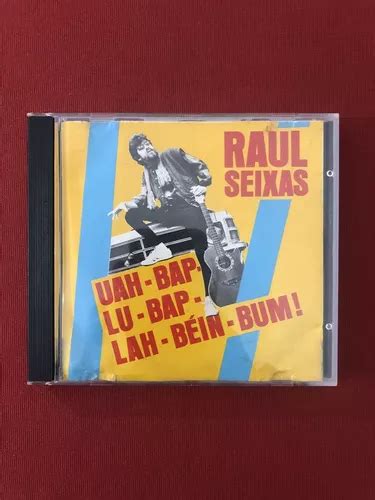 RAUL
SEIXAS
UAH-BAP-
LU-BAP-
LAH-BÉIN-BUM!